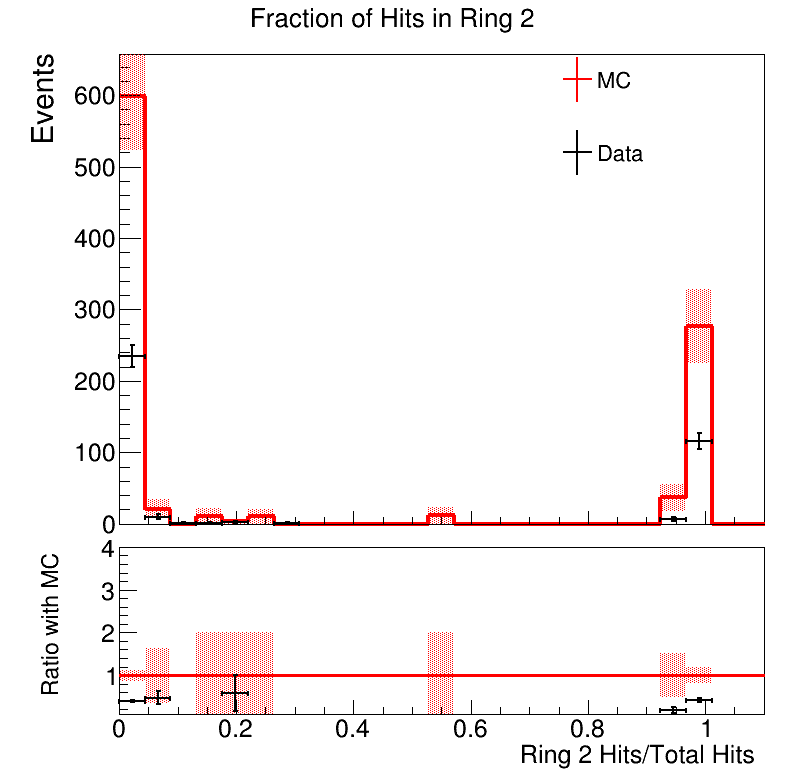 Fraction of Hits in Ring 2
Events
600
500
400
300
200
100
0
MC
Data
Ratio with MC
4
3
2
1
0 0.2 0.4 0.6 0.8 1
Ring 2 Hits/Total Hits